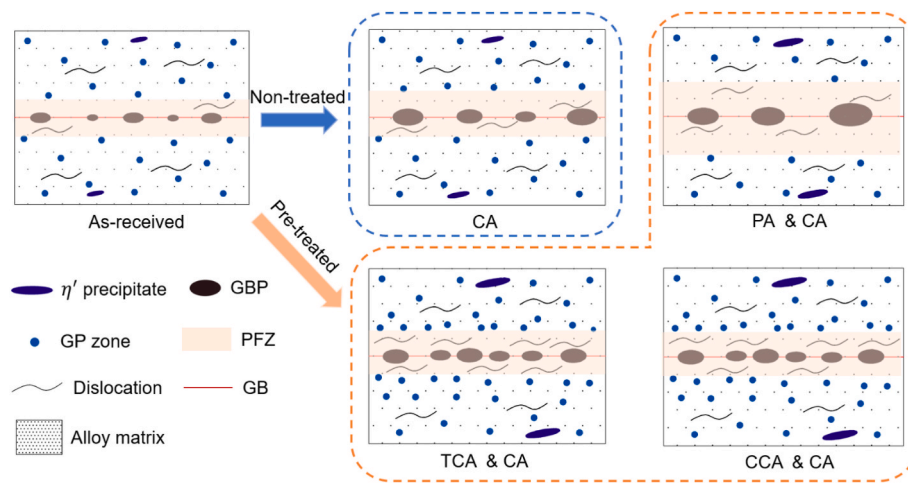 Non-treated
As-received
CA
PA & CA
Pre-treated
η′ precipitate
GBP
GP zone
PFZ
Dislocation
GB
Alloy matrix
TCA & CA
CCA & CA